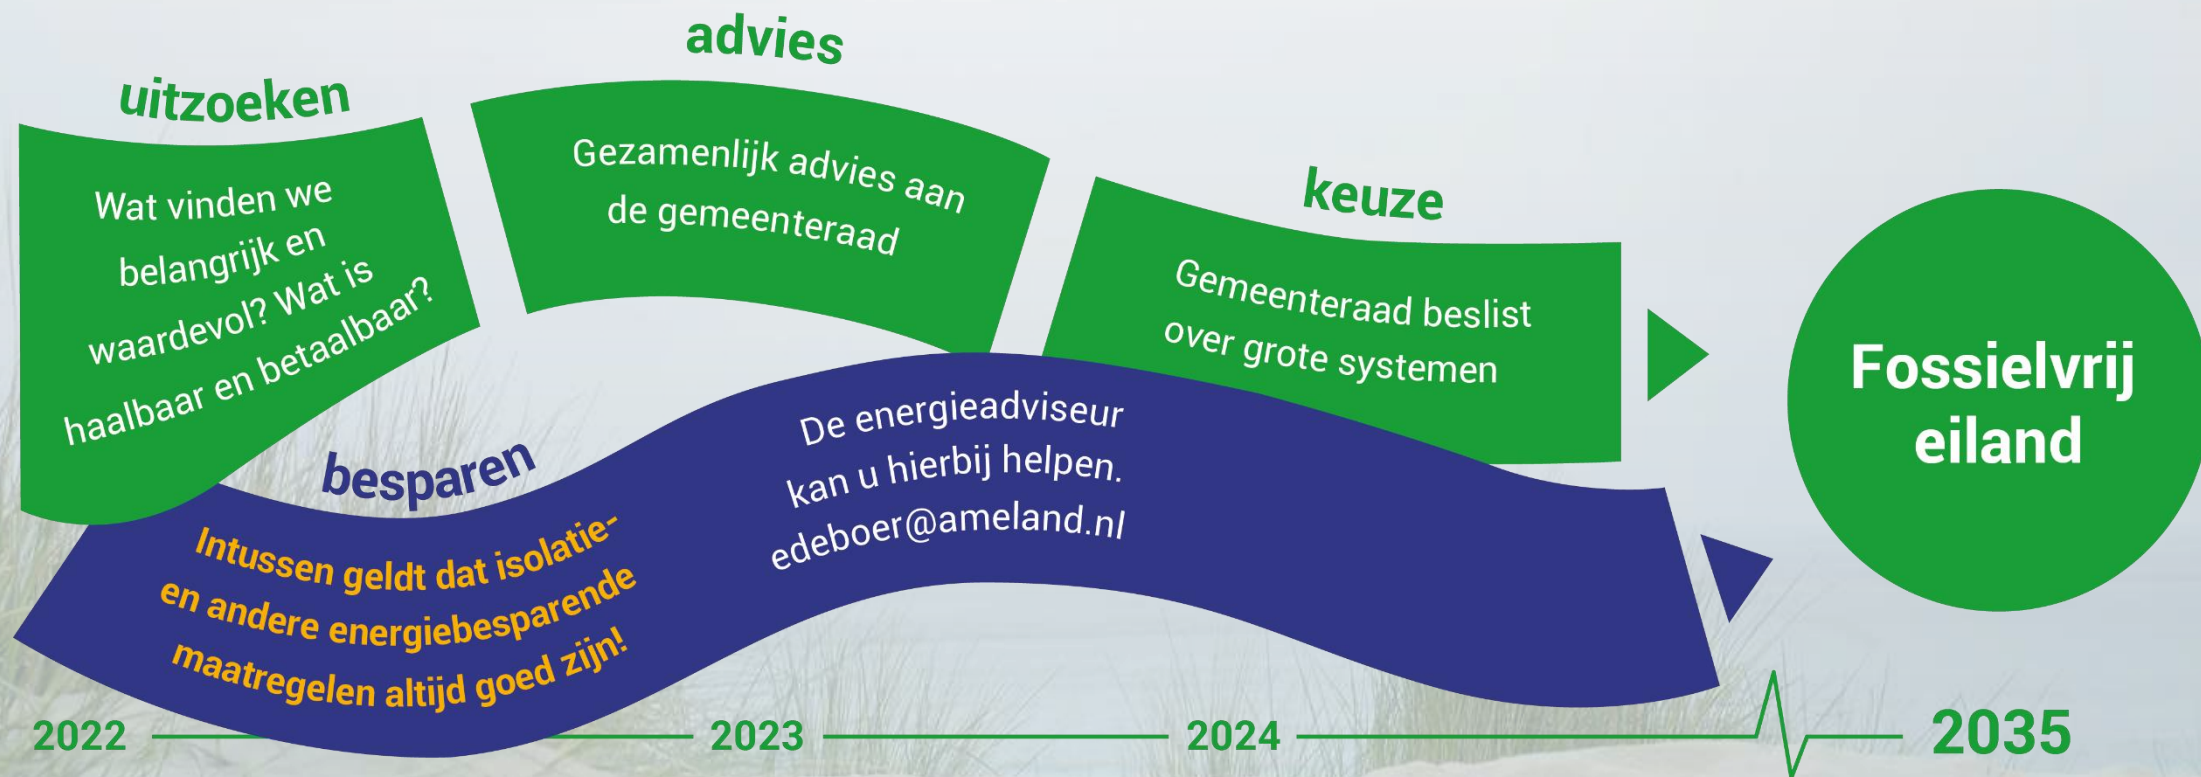 uitzoeken
Wat vinden we
belangrijk en
waardevol? Wat is
haalbaar en betaalbaar?
advies
Gezamenlijk advies aan
de gemeenteraad
keuze
Gemeenteraad beslist
over grote systemen
Fossielvrij
eiland
besparen
Intussen geldt dat isolatie-
en andere energiebesparende
maatregelen altijd goed zijn!
De energieadviseur
kan u hierbij helpen.
edeboer@ameland.nl
2022
2023
2024
2035